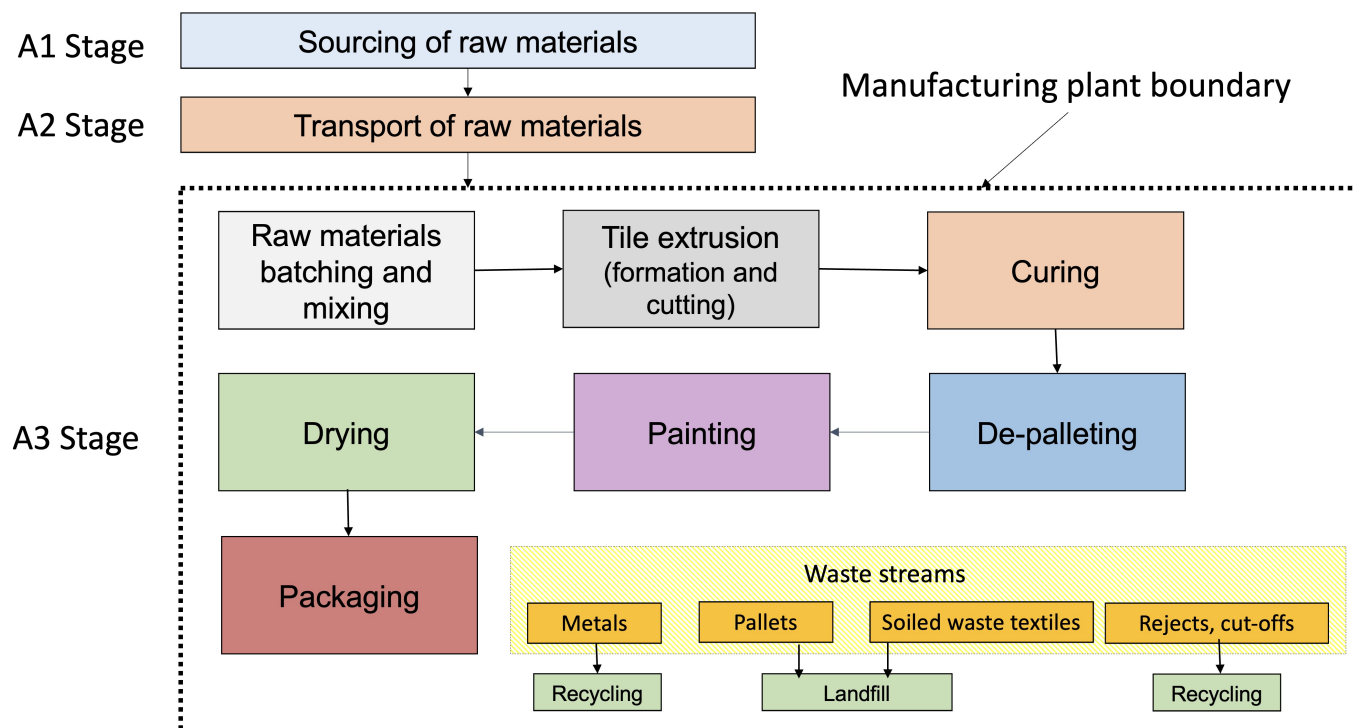 A1 Stage
Sourcing of raw materials
Manufacturing plant boundary
A2 Stage
Transport of raw materials
Raw materials
batching and
mixing
Tile extrusion
(formation and
cutting)
Curing
A3 Stage
Drying
Painting
De-palleting
Packaging
Waste streams
Metals
Pallets
Soiled waste textiles
Rejects, cut-offs
Recycling
Landfill
Recycling